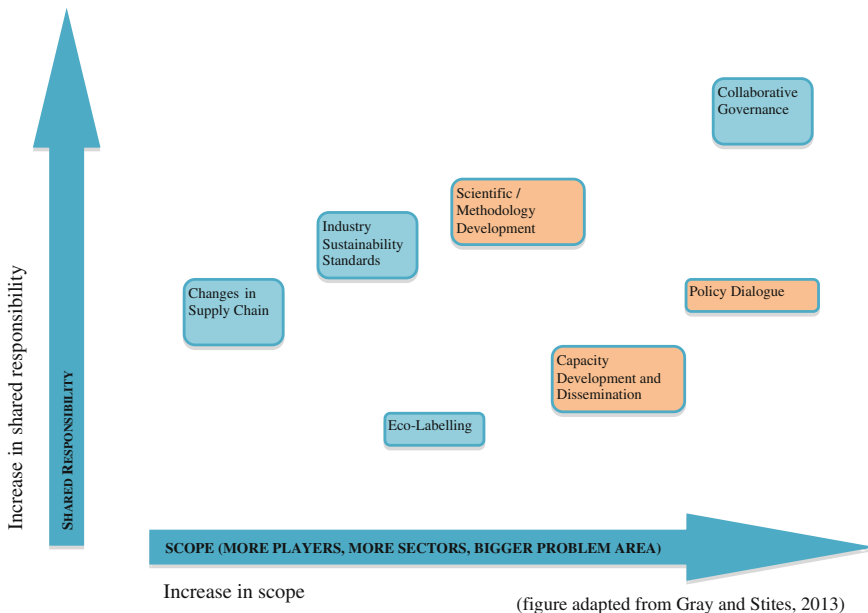 Collaborative
Governance
Scientific /
Methodology
Development
Industry
Sustainability
Standards
Changes in
Supply Chain
Policy Dialogue
Capacity
Development and
Dissemination
Eco-Labelling
Increase in shared responsibility
SHARED RESPONSIBILITY
SCOPE (MORE PLAYERS, MORE SECTORS, BIGGER PROBLEM AREA)
Increase in scope
(figure adapted from Gray and Stites, 2013)